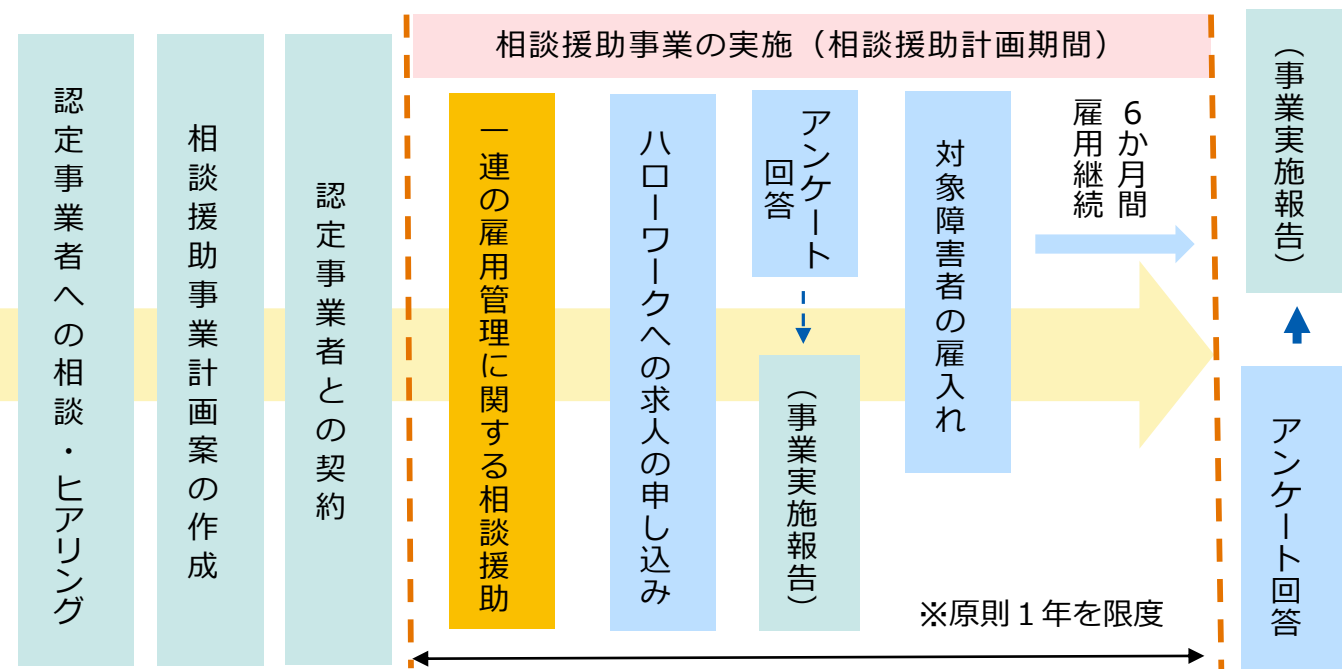 認定事業者への相談・ヒアリング
相談援助事業計画案の作成
認定事業者との契約
相談援助事業の実施（相談援助計画期間）
一連の雇用管理に関する相談援助
ハローワークへの求人の申し込み
アンケート
回答
（事業実施報告）
対象障害者の雇入れ
６か月間
雇用継続
※原則１年を限度
（事業実施報告）
アンケート回答